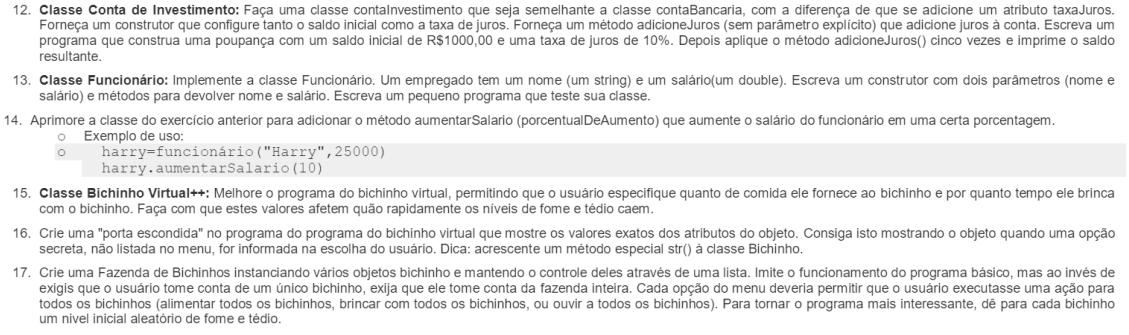 12. Classe Conta de Investimento: Faça uma classe contaInvestimento que seja semelhante a classe contaBancaria, com a diferença de que se adicione um atributo taxaJuros.
Forneça um construtor que configure tanto o saldo inicial como a taxa de juros. Forneça um método adicioneJuros (sem parâmetro explícito) que adicione juros à conta. Escreva um
programa que construa uma poupança com um saldo inicial de R$1000,00 e uma taxa de juros de 10%. Depois aplique o método adicioneJuros() cinco vezes e imprime o saldo
resultante.
13. Classe Funcionário: Implemente a classe Funcionário. Um empregado tem um nome (um string) e um salário(um double). Escreva um construtor com dois parâmetros (nome e
salário) e métodos para devolver nome e salário. Escreva um pequeno programa que teste sua classe.
14. Aprimore a classe do exercício anterior para adicionar o método aumentarSalario (porcentualDeAumento) que aumente o salário do funcionário em uma certa porcentagem.
○ Exemplo de uso:
○ harry=funcionário("Harry",25000)
harry.aumentarSalario(10)
15. Classe Bichinho Virtual++: Melhore o programa do bichinho virtual, permitindo que o usuário especifique quanto de comida ele fornece ao bichinho e por quanto tempo ele brinca
com o bichinho. Faça com que estes valores afetem quão rapidamente os níveis de fome e tédio caem.
16. Crie uma "porta escondida" no programa do programa do bichinho virtual que mostre os valores exatos dos atributos do objeto. Consiga isto mostrando o objeto quando uma opção
secreta, não listada no menu, for informada na escolha do usuário. Dica: acrescente um método especial str() à classe Bichinho.
17. Crie uma Fazenda de Bichinhos instanciando vários objetos bichinho e mantendo o controle deles através de uma lista. Imite o funcionamento do programa básico, mas ao invés de
exigis que o usuário tome conta de um único bichinho, exija que ele tome conta da fazenda inteira. Cada opção do menu deveria permitir que o usuário executasse uma ação para
todos os bichinhos (alimentar todos os bichinhos, brincar com todos os bichinhos, ou ouvir a todos os bichinhos). Para tornar o programa mais interessante, dê para cada bichinho
um nivel inicial aleatório de fome e tédio.